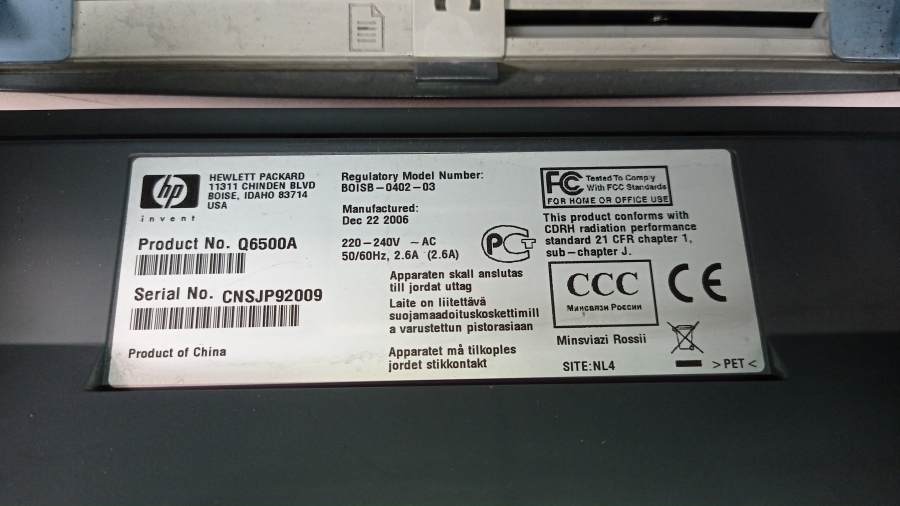 hp
invent
HEWLETT PACKARD
11311 CHINDEN BLVD
BOISE, IDAHO 83714
USA
Product No. Q6500A
Serial No. CNSJP92009
Product of China
Regulatory Model Number:
BOISB-0402-03
Manufactured:
Dec 22 2006
220-240V ~AC
50/60Hz, 2.6A (2.6A)
PCT
Apparaten skall anslutas
till jordat uttag
Laite on liitettävä
suojamaadoituskoskettimill
a varustettun pistorasiaan
Apparatet må tilkoples
jordet stikkontakt
FC Tested To Comply
With FCC Standards
FOR HOME OR OFFICE USE
This product conforms with
CDRH radiation performance
standard 21 CFR chapter 1,
sub-chapter J.
CCC
Минсвязи России
CE
Minsviazi Rossii
SITE:NL4
>PET<